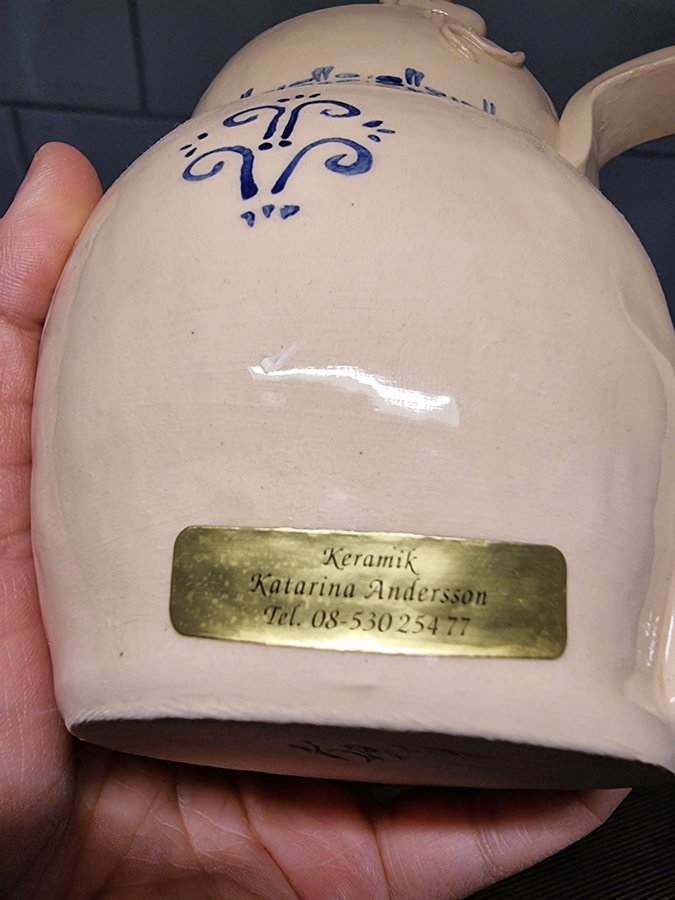 Keramik
Katarina Andersson
Tel. 08-530 254 77